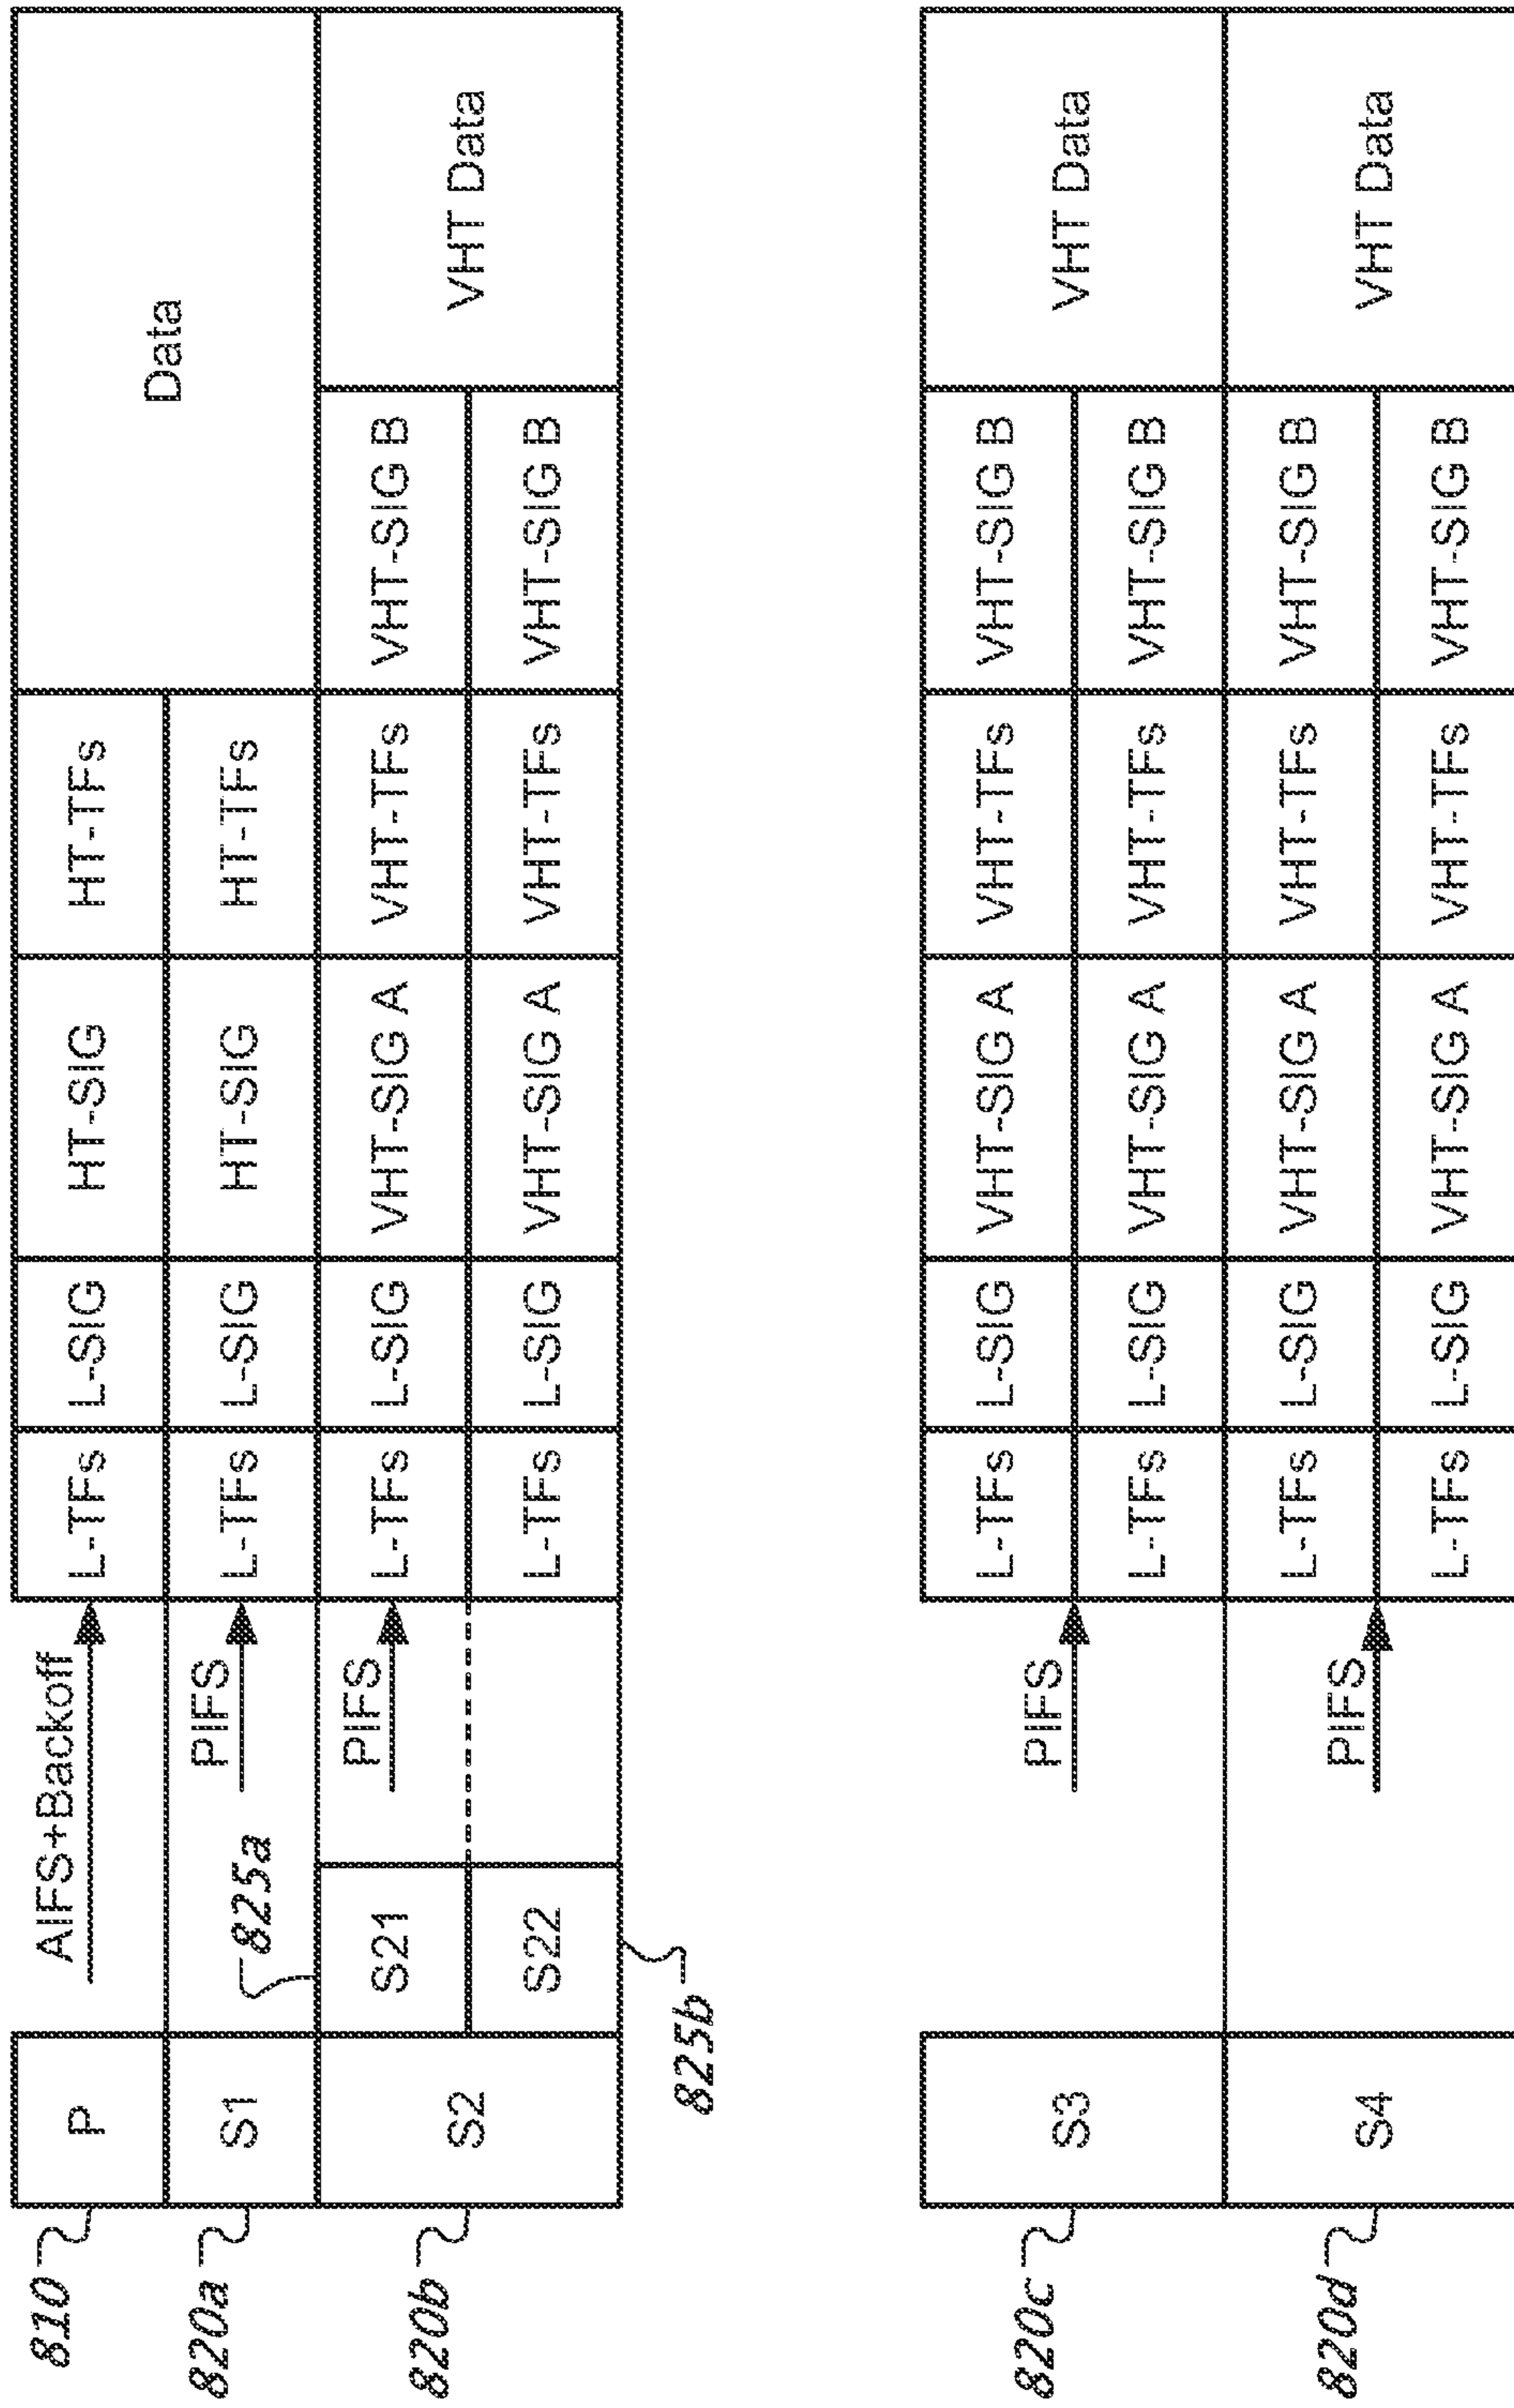 810 P AIFS+Backoff L-TFs L-SIG HT-SIG HT-TFs Data
820a S1 PIFS L-TFs L-SIG HT-SIG HT-TFs
825a
820b S2 S21 PIFS L-TFs L-SIG VHT-SIG A VHT-TFs VHT-SIG B VHT Data
S22 L-TFs L-SIG VHT-SIG A VHT-TFs VHT-SIG B
825b
820c S3 PIFS L-TFs L-SIG VHT-SIG A VHT-TFs VHT-SIG B VHT Data
L-TFs L-SIG VHT-SIG A VHT-TFs VHT-SIG B
820d S4 PIFS L-TFs L-SIG VHT-SIG A VHT-TFs VHT-SIG B VHT Data
L-TFs L-SIG VHT-SIG A VHT-TFs VHT-SIG B